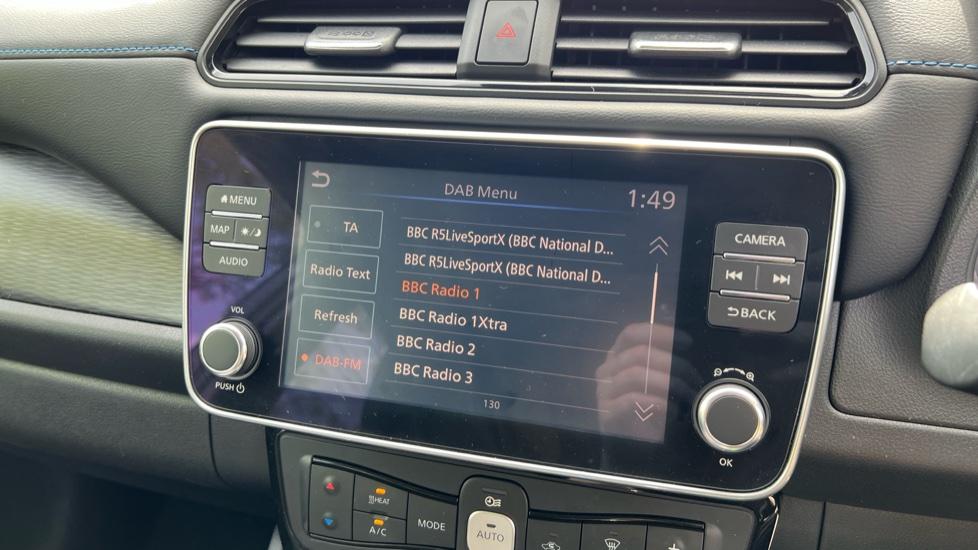 DAB Menu
1:49
MENU
MAP
AUDIO
VOL
PUSH
TA
Radio Text
Refresh
DAB-FM
BBC R5LiveSportX (BBC National D...
BBC R5LiveSportX (BBC National D...
BBC Radio 1
BBC Radio 1Xtra
BBC Radio 2
BBC Radio 3
130
CAMERA
BACK
OK
HEAT
A/C
MODE
AUTO